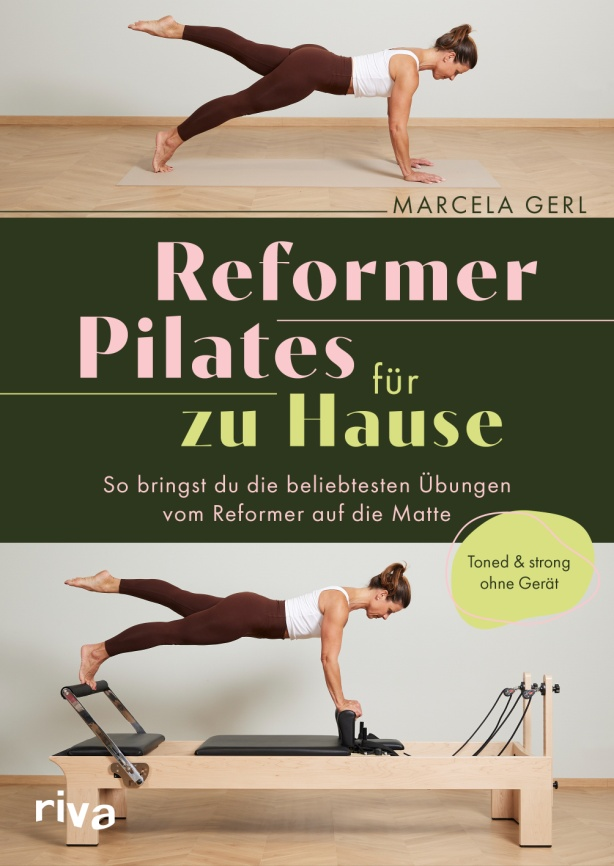 MARCELA GERL
Reformer
Pilates
für
zu Hause
So bringst du die beliebtesten Übungen
vom Reformer auf die Matte
Toned & strong
ohne Gerät
riva